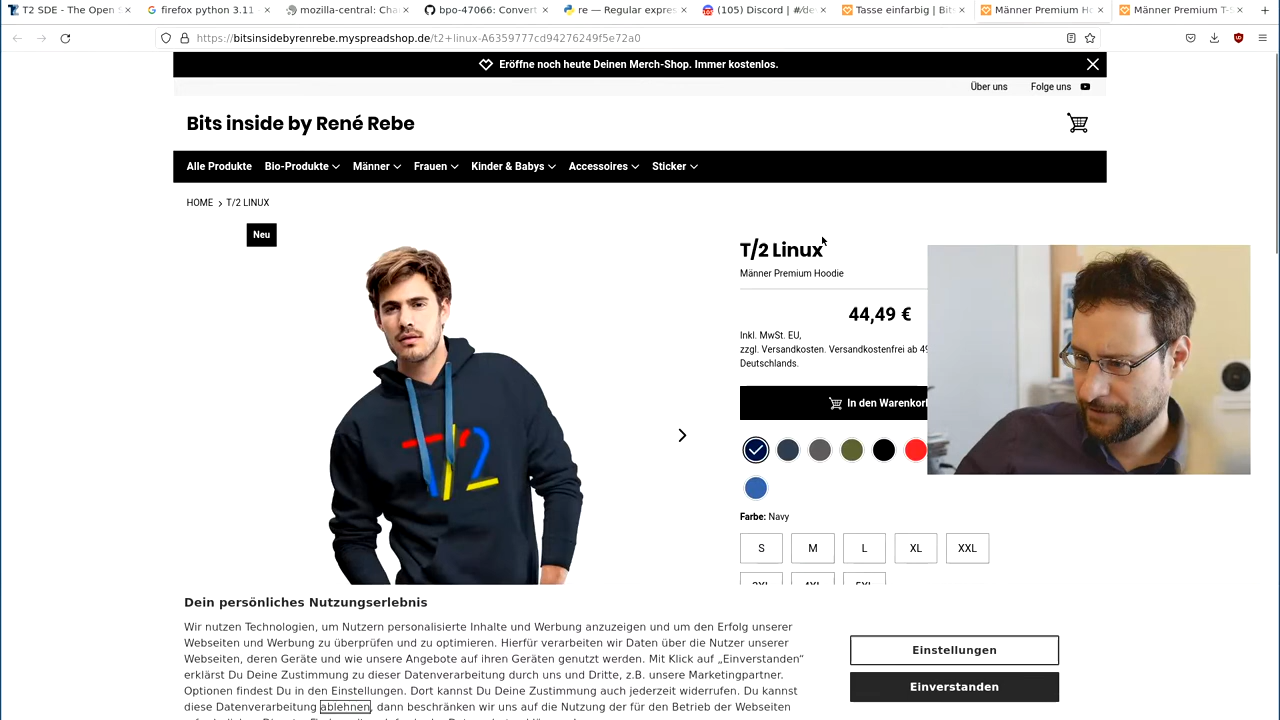 T2 SDE - The Open S
firefox python 3.11
mozilla-central: Cha
bpo-47066: Convert
re — Regular expres
(105) Discord | #de
Tasse einfarbig | Bit
Männer Premium Ho
Männer Premium T-
https://bitsinsidebyrenrebe.myspreadshop.de/t2+linux-A6359777cd94276249f5e72a0
Eröffne noch heute Deinen Merch-Shop. Immer kostenlos.
Über uns Folge uns
Bits inside by René Rebe
Alle Produkte Bio-Produkte Männer Frauen Kinder & Babys Accessoires Sticker
HOME > T/2 LINUX
Neu
T/2
T/2 Linux
Männer Premium Hoodie
44,49 €
Inkl. MwSt. EU,
zzgl. Versandkosten. Versandkostenfrei ab 49
Deutschlands.
In den Warenkorb
Farbe: Navy
S M L XL XXL
Dein persönliches Nutzungserlebnis
Wir nutzen Technologien, um Nutzern personalisierte Inhalte und Werbung anzuzeigen und um den Erfolg unserer
Webseiten und Werbung zu überprüfen und zu optimieren. Hierfür verarbeiten wir Daten über die Nutzer unserer
Webseiten, deren Geräte und wie unsere Angebote auf ihren Geräten genutzt werden. Mit Klick auf „Einverstanden“
erklärst Du Deine Zustimmung zu dieser Datenverarbeitung durch uns und Dritte, z.B. unsere Marketingpartner.
Optionen findest Du in den Einstellungen. Dort kannst Du Deine Zustimmung auch jederzeit widerrufen. Du kannst
diese Datenverarbeitung ablehnen, dann beschränken wir uns auf die Nutzung der für den Betrieb der Webseiten
Einstellungen
Einverstanden